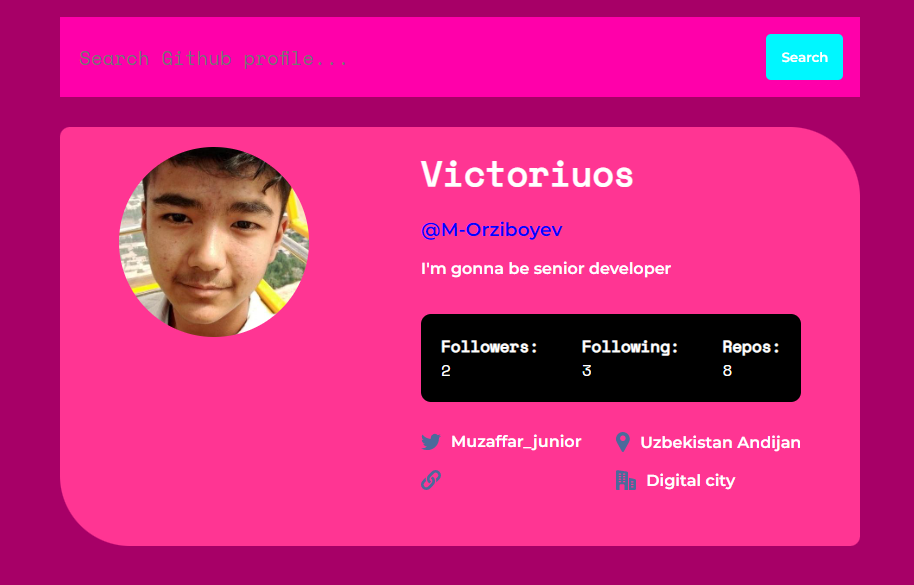 Search Github profile...
Search
Victoriuos
@M-Orziboyev
I'm gonna be senior developer
Followers: Following: Repos:
2 3 8
Muzaffar_junior Uzbekistan Andijan
Digital city